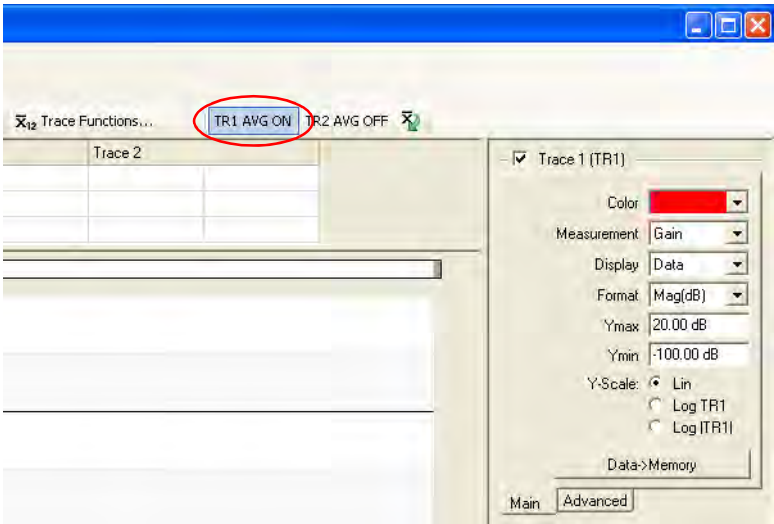 X̅12 Trace Functions... TR1 AVG ON TR2 AVG OFF
Trace 2
Trace 1 (TR1)
Color
Measurement Gain
Display Data
Format Mag(dB)
Ymax 20.00 dB
Ymin -100.00 dB
Y-Scale: Lin
Log TR1
Log |TR1|
Data->Memory
Main Advanced